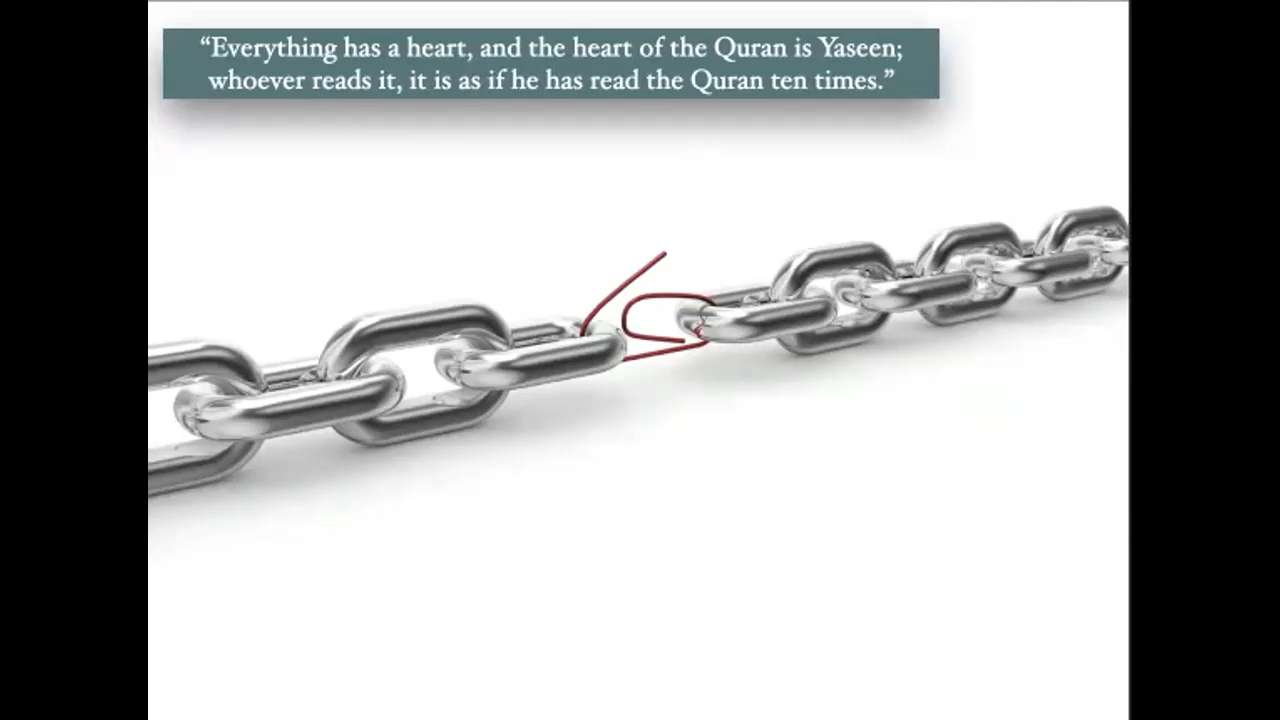 “Everything has a heart, and the heart of the Quran is Yaseen;
whoever reads it, it is as if he has read the Quran ten times.”